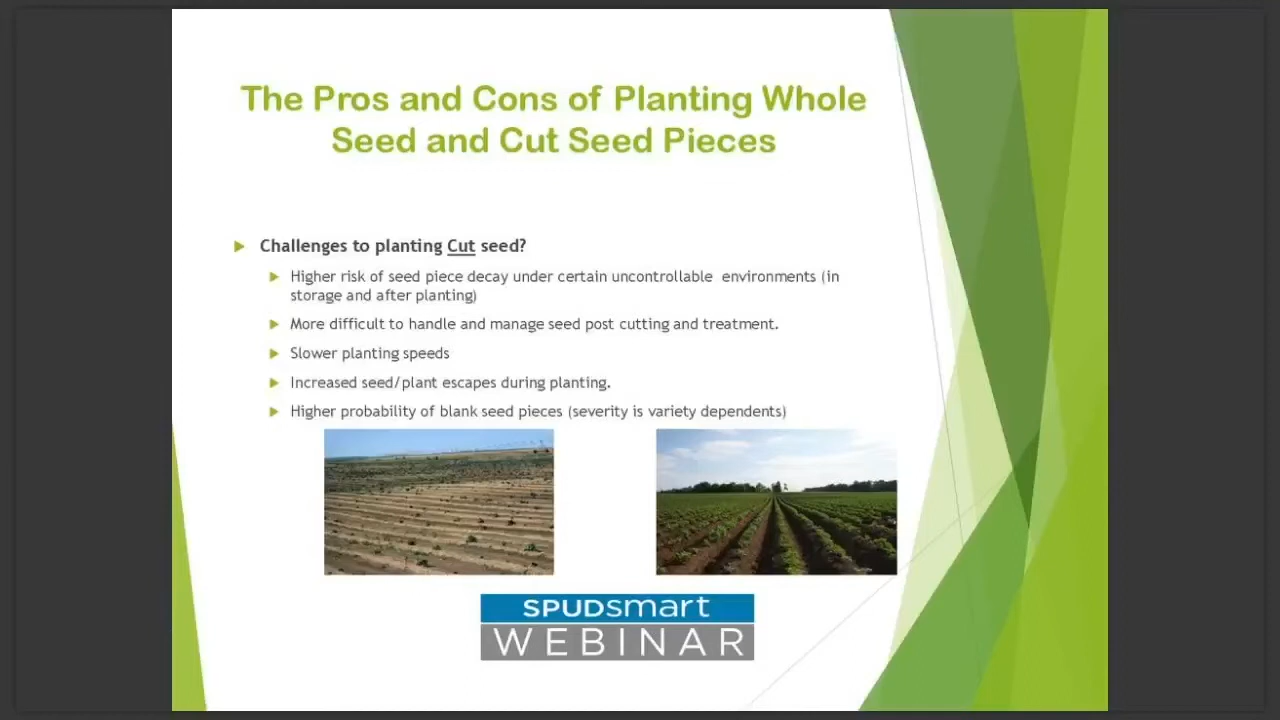 The Pros and Cons of Planting Whole
Seed and Cut Seed Pieces
Challenges to planting Cut seed?
Higher risk of seed piece decay under certain uncontrollable environments (in
storage and after planting)
More difficult to handle and manage seed post cutting and treatment.
Slower planting speeds
Increased seed/plant escapes during planting.
Higher probability of blank seed pieces (severity is variety dependents)
SPUDsmart
WEBINAR